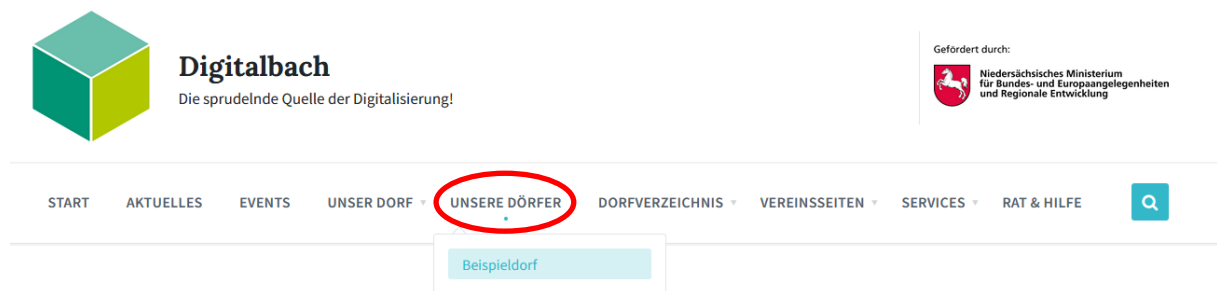 Digitalbach
Die sprudelnde Quelle der Digitalisierung!
Gefördert durch:
Niedersächsisches Ministerium
für Bundes- und Europaangelegenheiten
und Regionale Entwicklung
START AKTUELLES EVENTS UNSER DORF UNSERE DÖRFER DORFVERZEICHNIS VEREINSSEITEN SERVICES RAT & HILFE
Beispieldorf